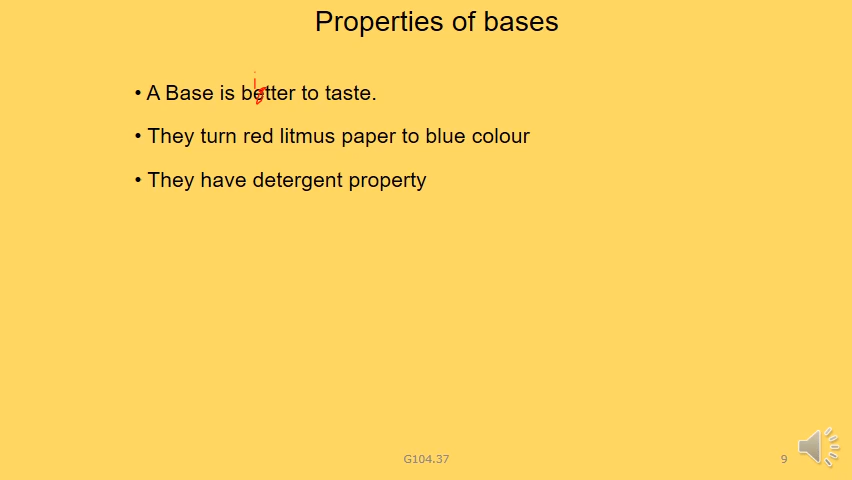 Properties of bases
• A Base is better to taste.
i
• They turn red litmus paper to blue colour
• They have detergent property
G104.37
9